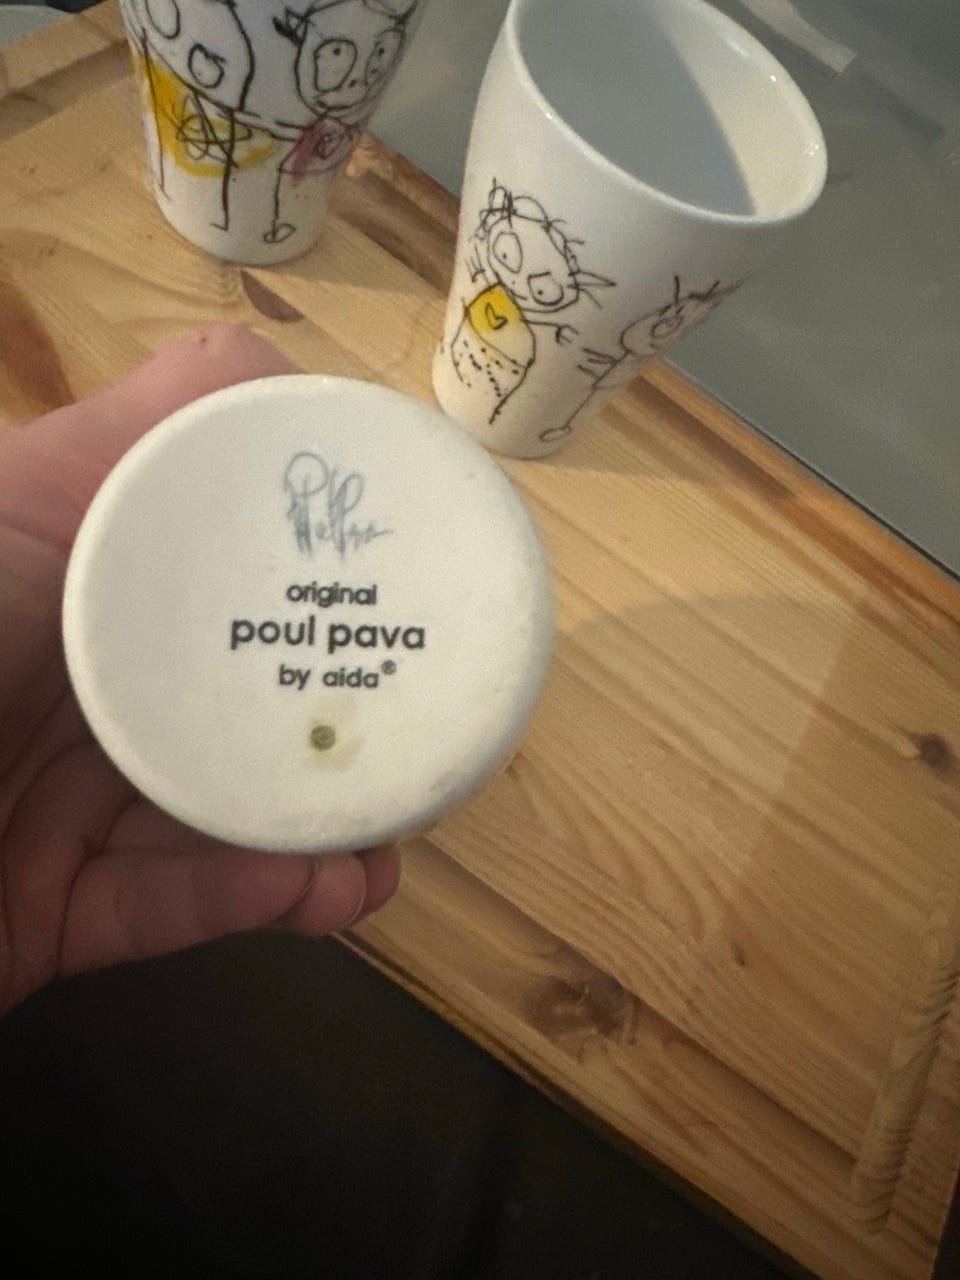 original
poul pava
by aida®